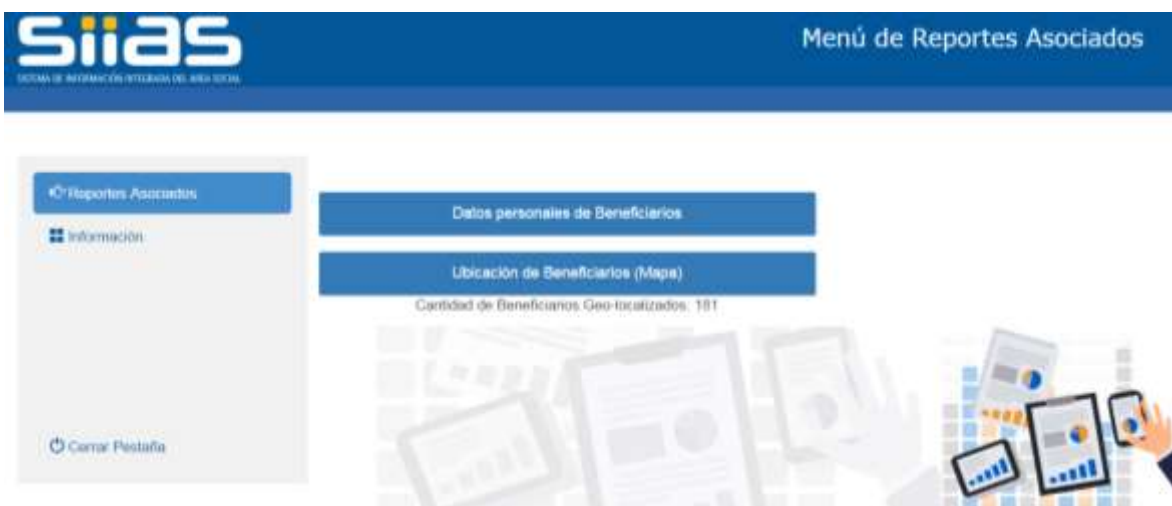 Siias
SISTEMA DE INFORMACIÓN INTEGRADA DEL AREA SOCIAL
Menú de Reportes Asociados
Reportes Asociados
Información
Datos personales de Beneficiarios
Ubicación de Beneficiarios (Mapa)
Cantidad de Beneficiarios Geo-localizados: 181
Cerrar Pestaña